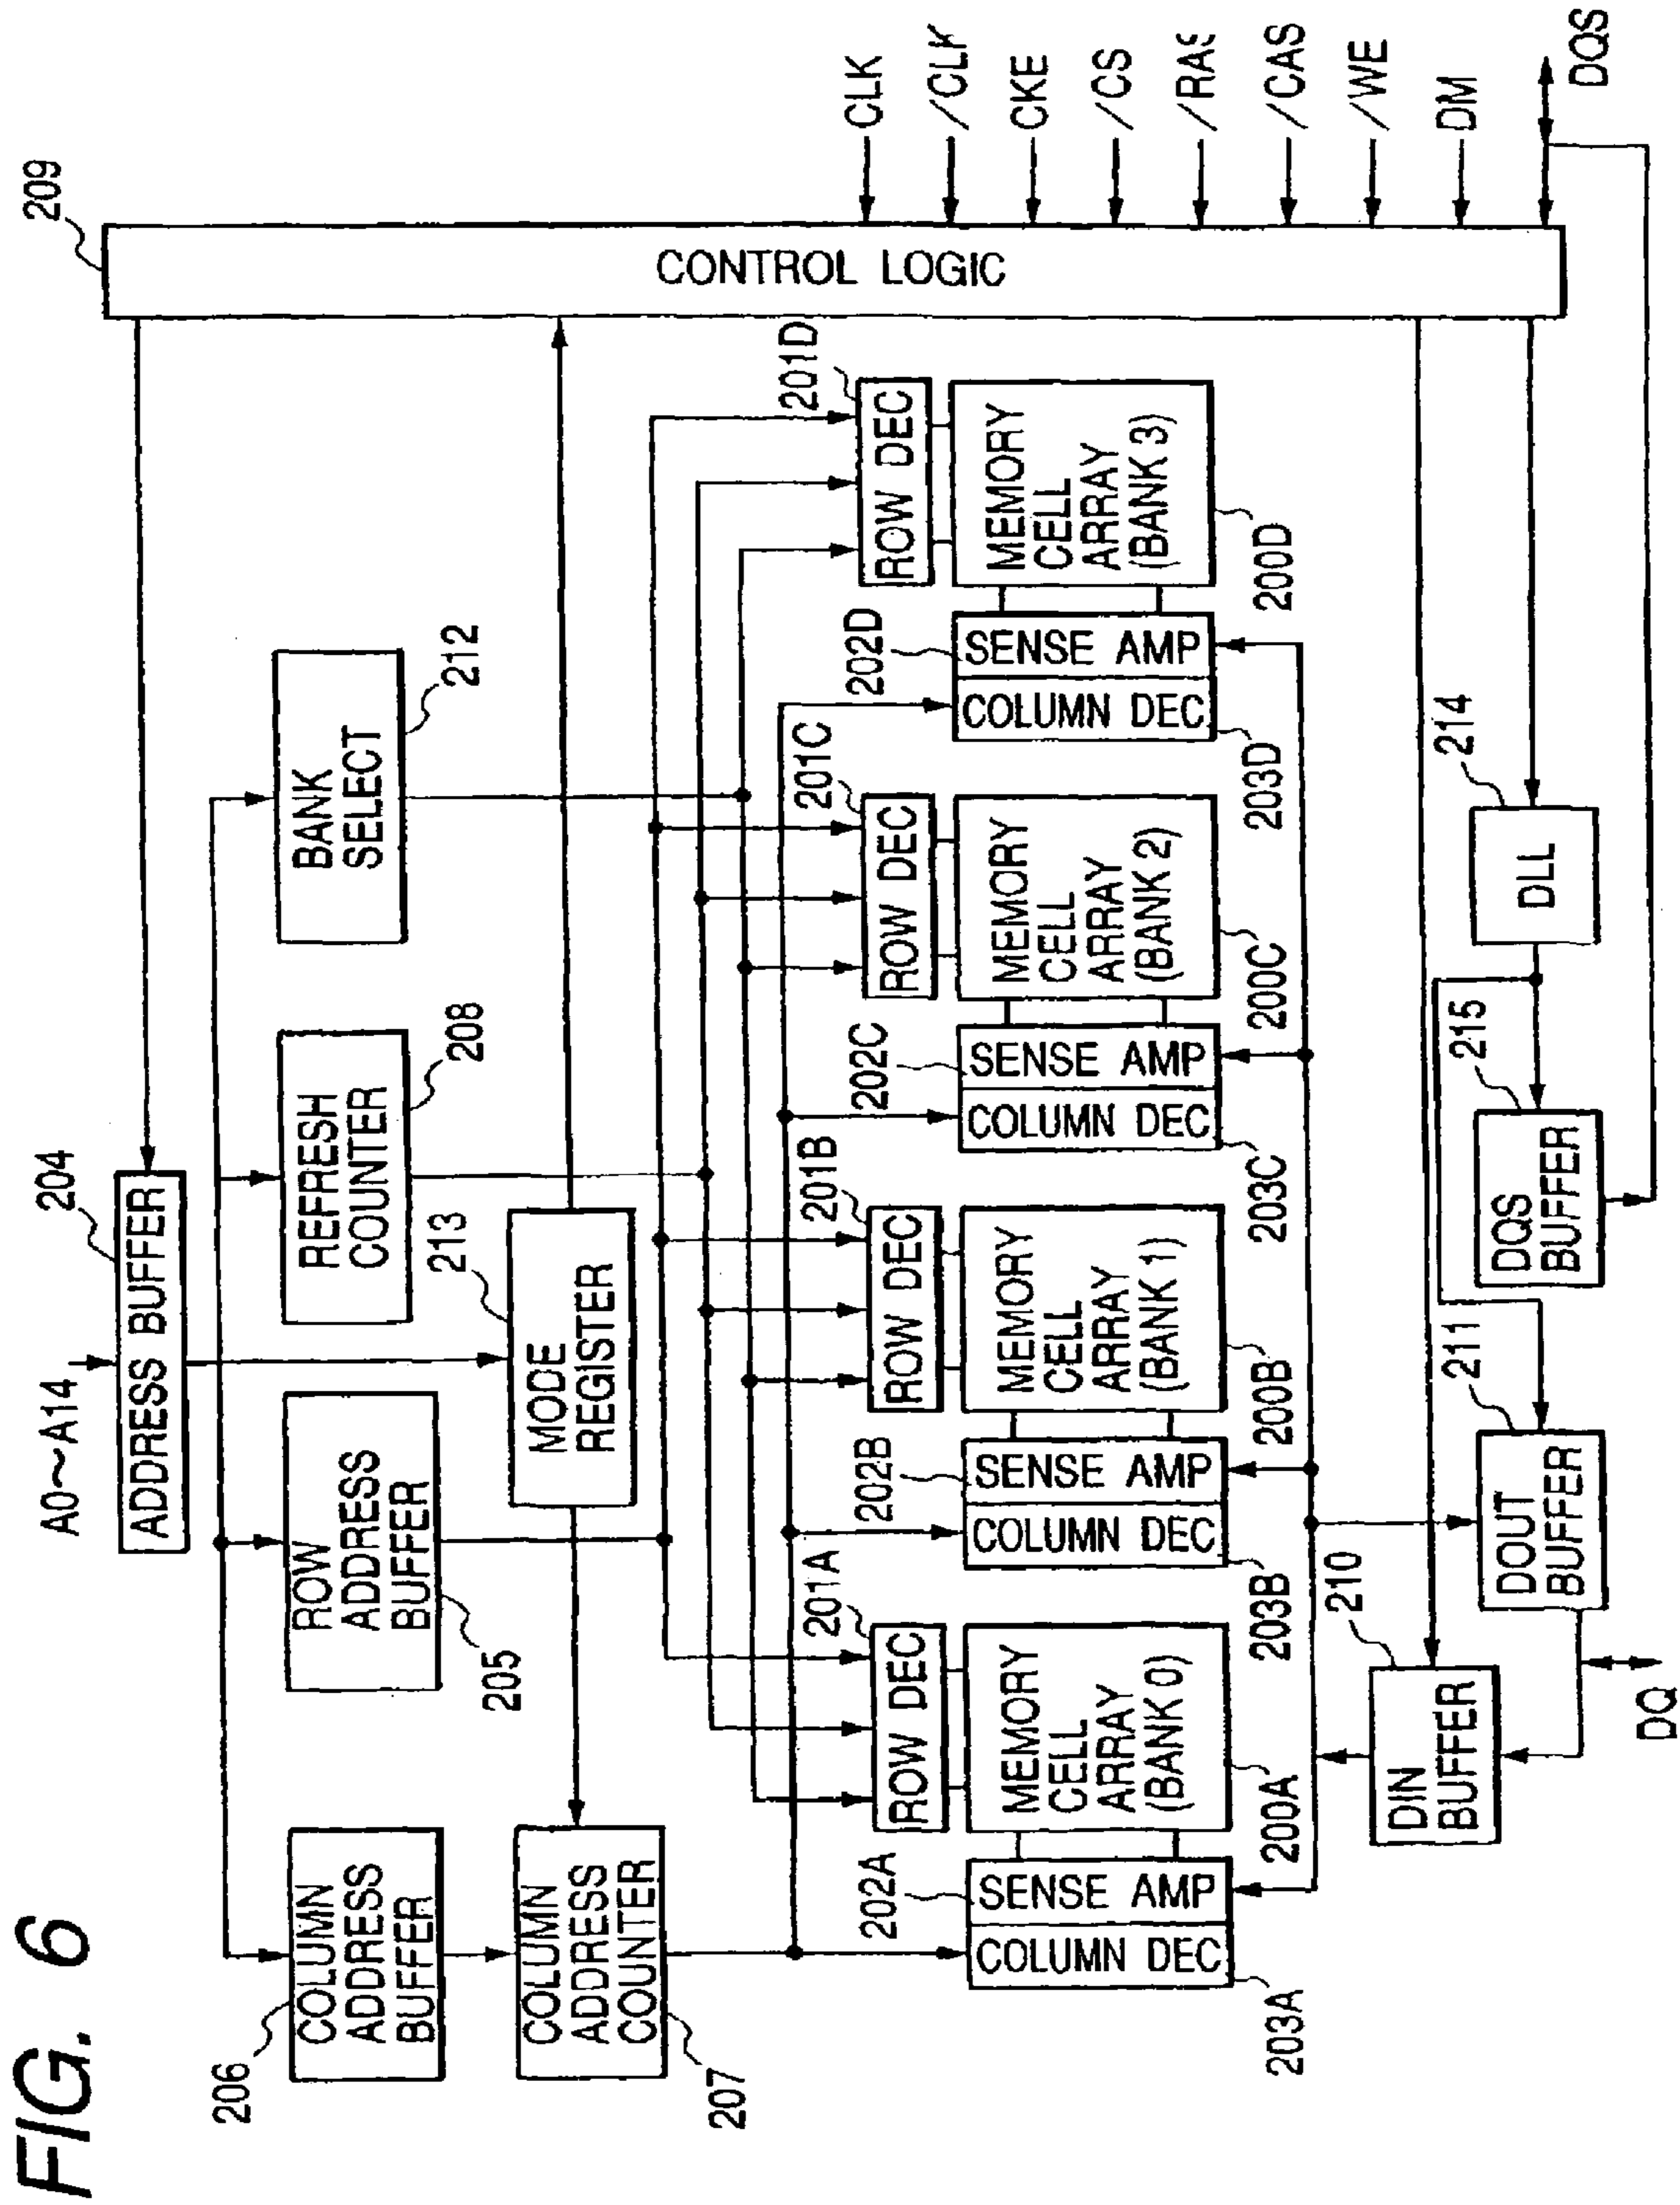 FIG. 6
A0~A14
204
ADDRESS BUFFER
209
CONTROL LOGIC
206
COLUMN
ADDRESS
BUFFER
ROW
ADDRESS
BUFFER
205
REFRESH
COUNTER
208
BANK
SELECT
212
COLUMN
ADDRESS
COUNTER
207
213
MODE
REGISTER
201A
ROW DEC
201B
ROW DEC
201C
ROW DEC
201D
ROW DEC
202A
SENSE AMP
COLUMN DEC
203A
MEMORY
CELL
ARRAY
(BANK 0)
200A
202B
SENSE AMP
COLUMN DEC
203B
MEMORY
CELL
ARRAY
(BANK 1)
200B
202C
SENSE AMP
COLUMN DEC
203C
MEMORY
CELL
ARRAY
(BANK 2)
200C
202D
SENSE AMP
COLUMN DEC
203D
MEMORY
CELL
ARRAY
(BANK 3)
200D
CLK
/CLK
CKE
/CS
/RAS
/CAS
/WE
DM
DQS
210
DIN
BUFFER
211
DOUT
BUFFER
215
DQS
BUFFER
214
DLL
DQ